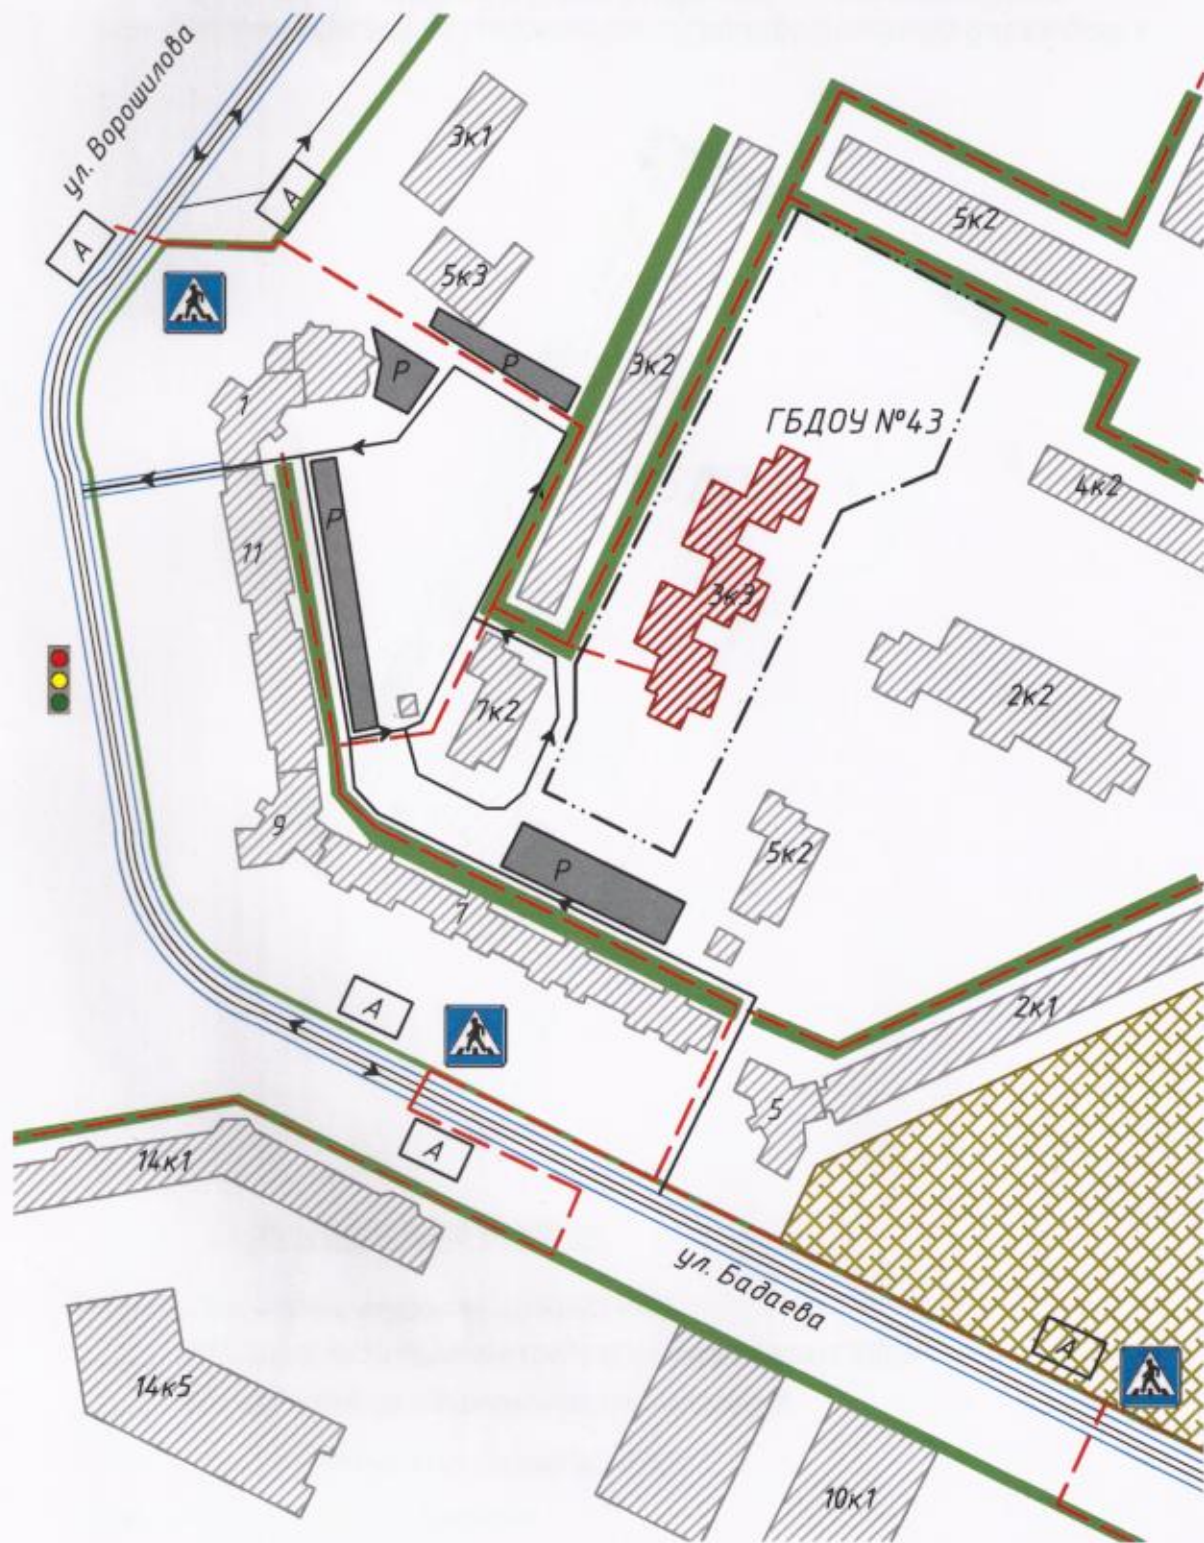 ул. Ворошилова
А
А
3к1
5к3
5к2
3к2
Р
Р
1
ГБДОУ №43
4к2
Р
11
3к3
7к2
2к2
9
Р
5к2
7
А
2к1
5
А
14к1
ул. Бадаева
А
14к5
10к1